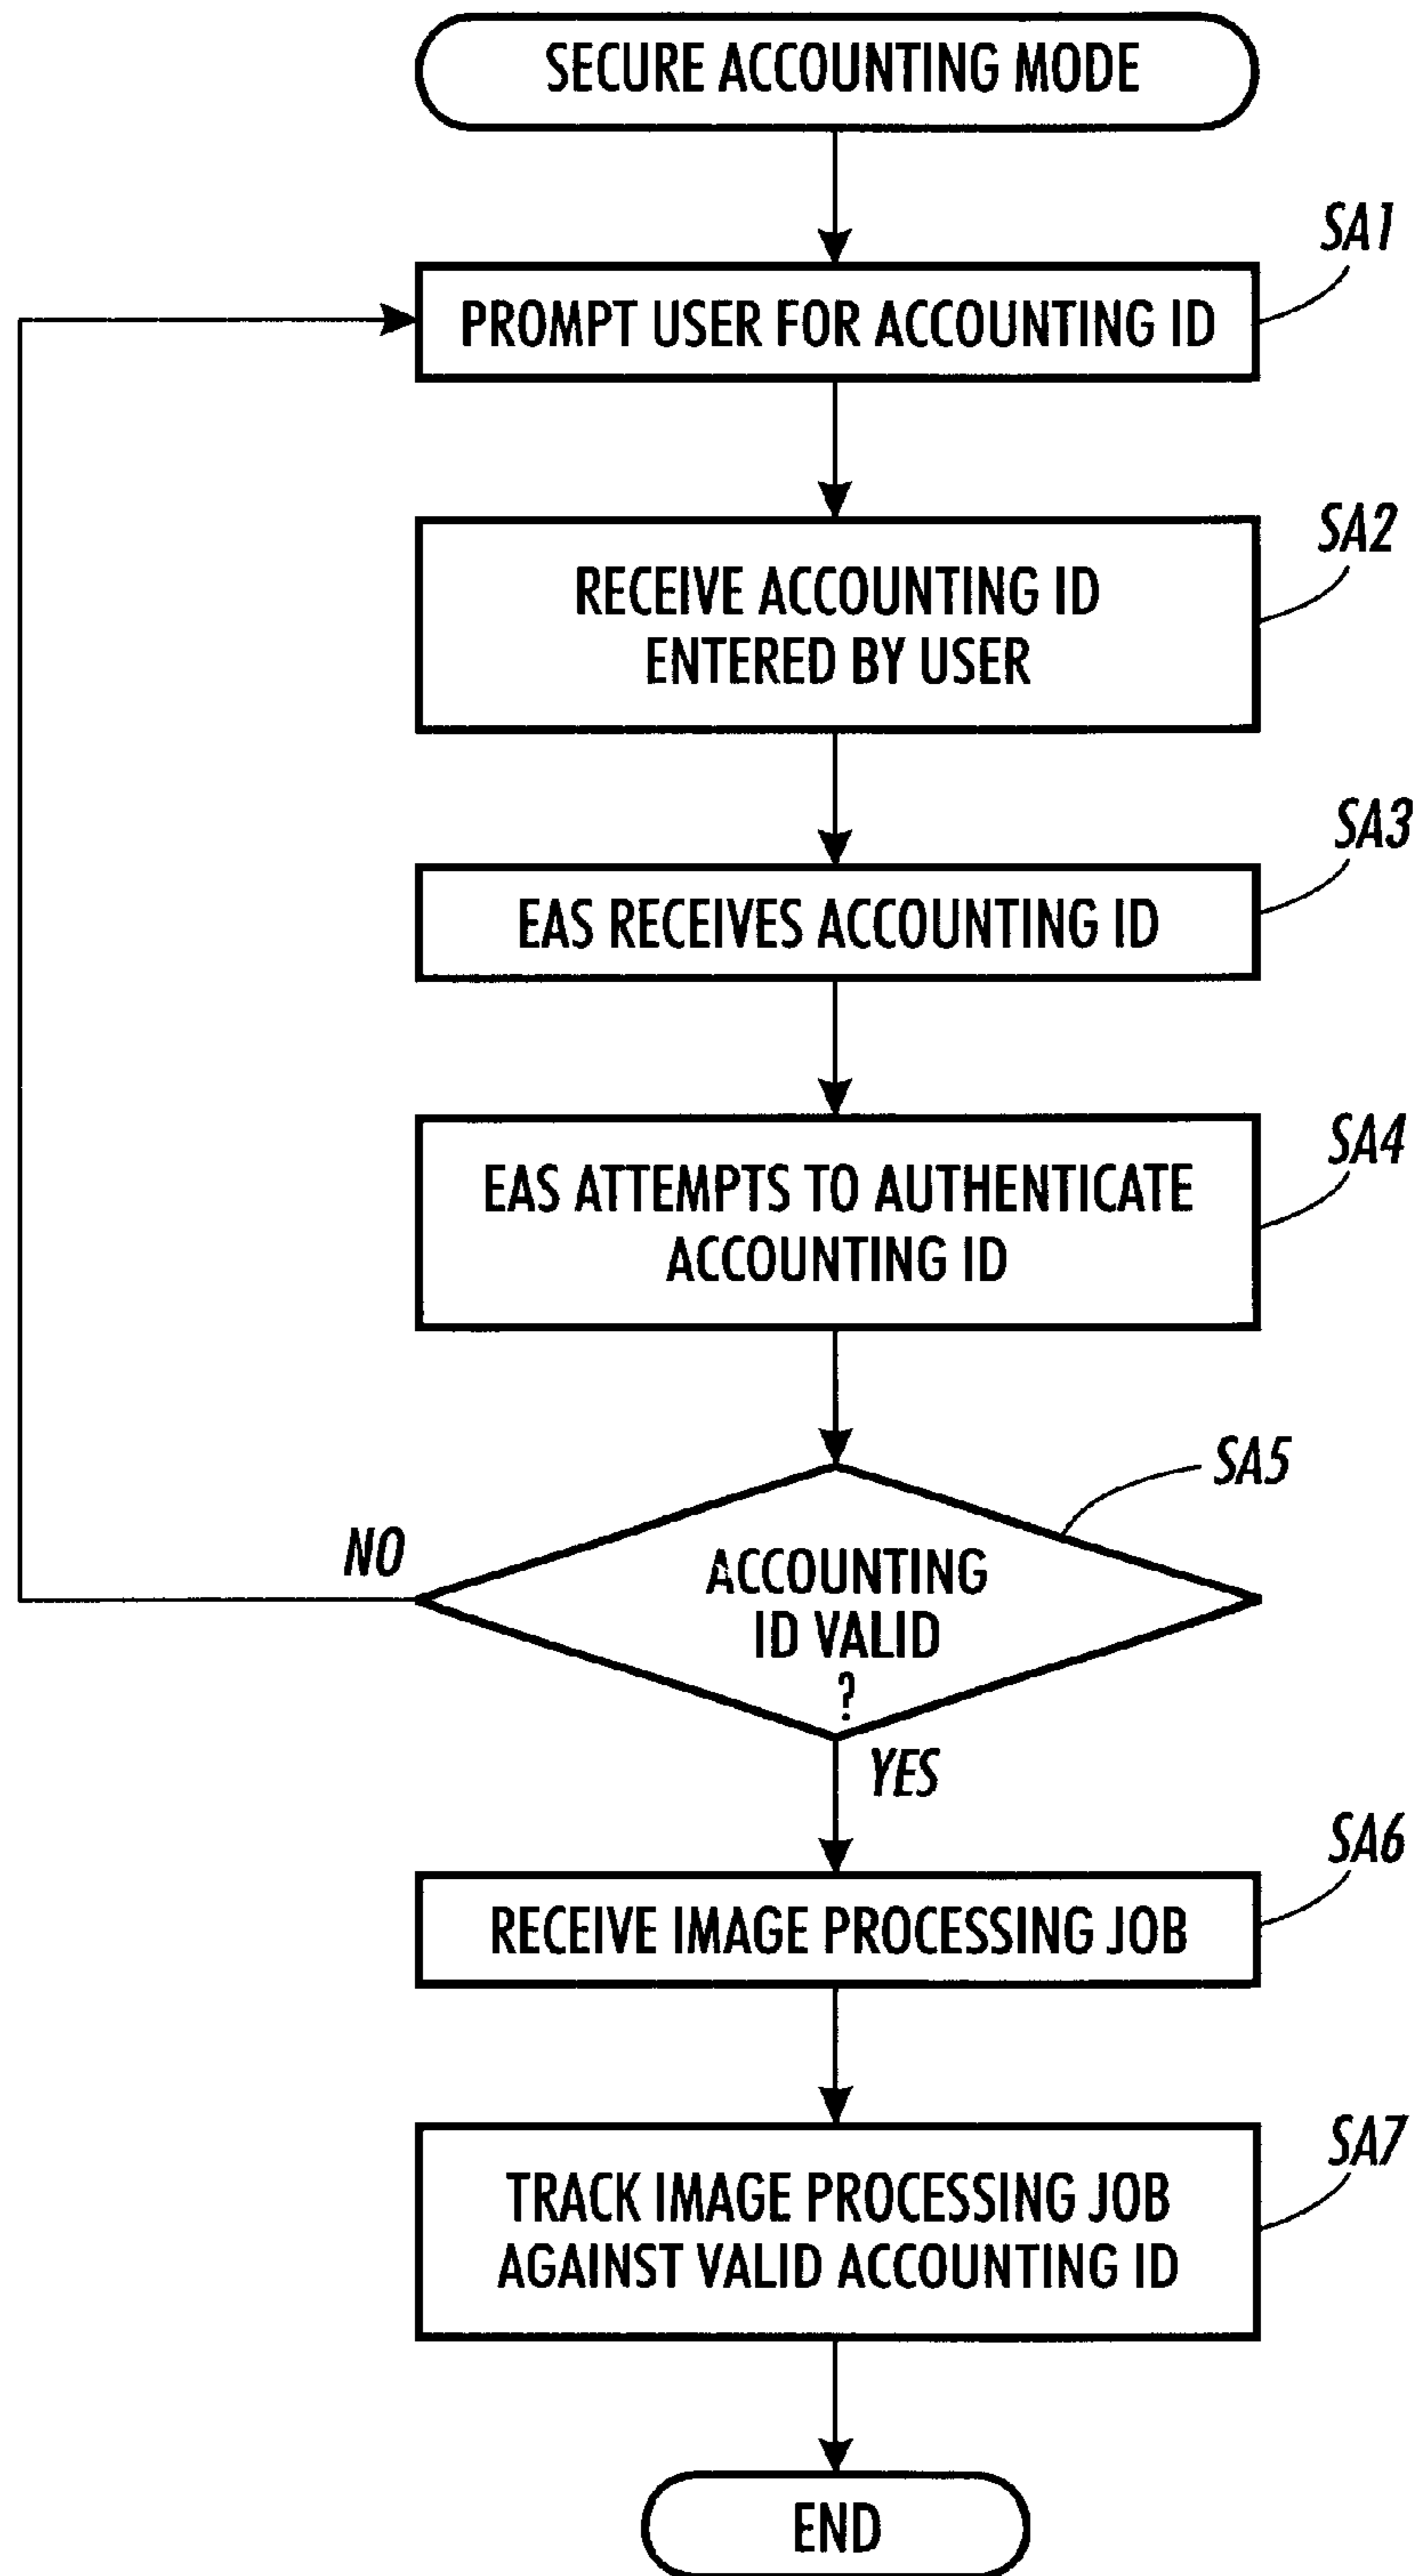 SECURE ACCOUNTING MODE
SA1
PROMPT USER FOR ACCOUNTING ID
SA2
RECEIVE ACCOUNTING ID
ENTERED BY USER
SA3
EAS RECEIVES ACCOUNTING ID
SA4
EAS ATTEMPTS TO AUTHENTICATE
ACCOUNTING ID
SA5
NO
ACCOUNTING
ID VALID
?
YES
SA6
RECEIVE IMAGE PROCESSING JOB
SA7
TRACK IMAGE PROCESSING JOB
AGAINST VALID ACCOUNTING ID
END